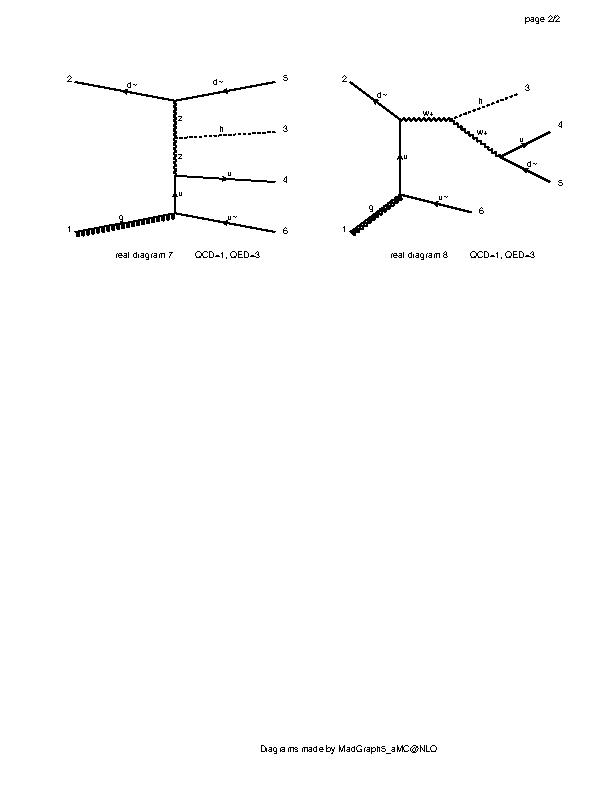 page 2/2
2
d~
d~
5
z
h
3
z
u
4
u
g
u~
1
6
real diagram 7 QCD=1, QED=3
2
d~
h
3
w+
w+
u
4
u
d~
5
g
u~
6
1
real diagram 8 QCD=1, QED=3
Diagrams made by MadGraph5_aMC@NLO